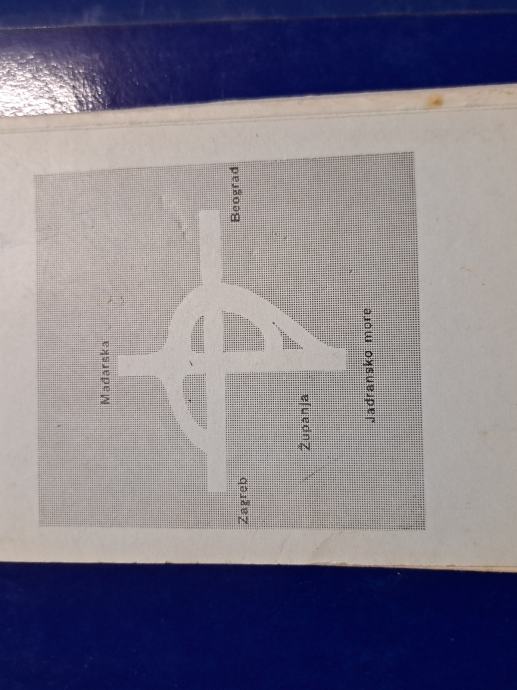 Mađarska
Zagreb
Beograd
Županja
Jadransko more